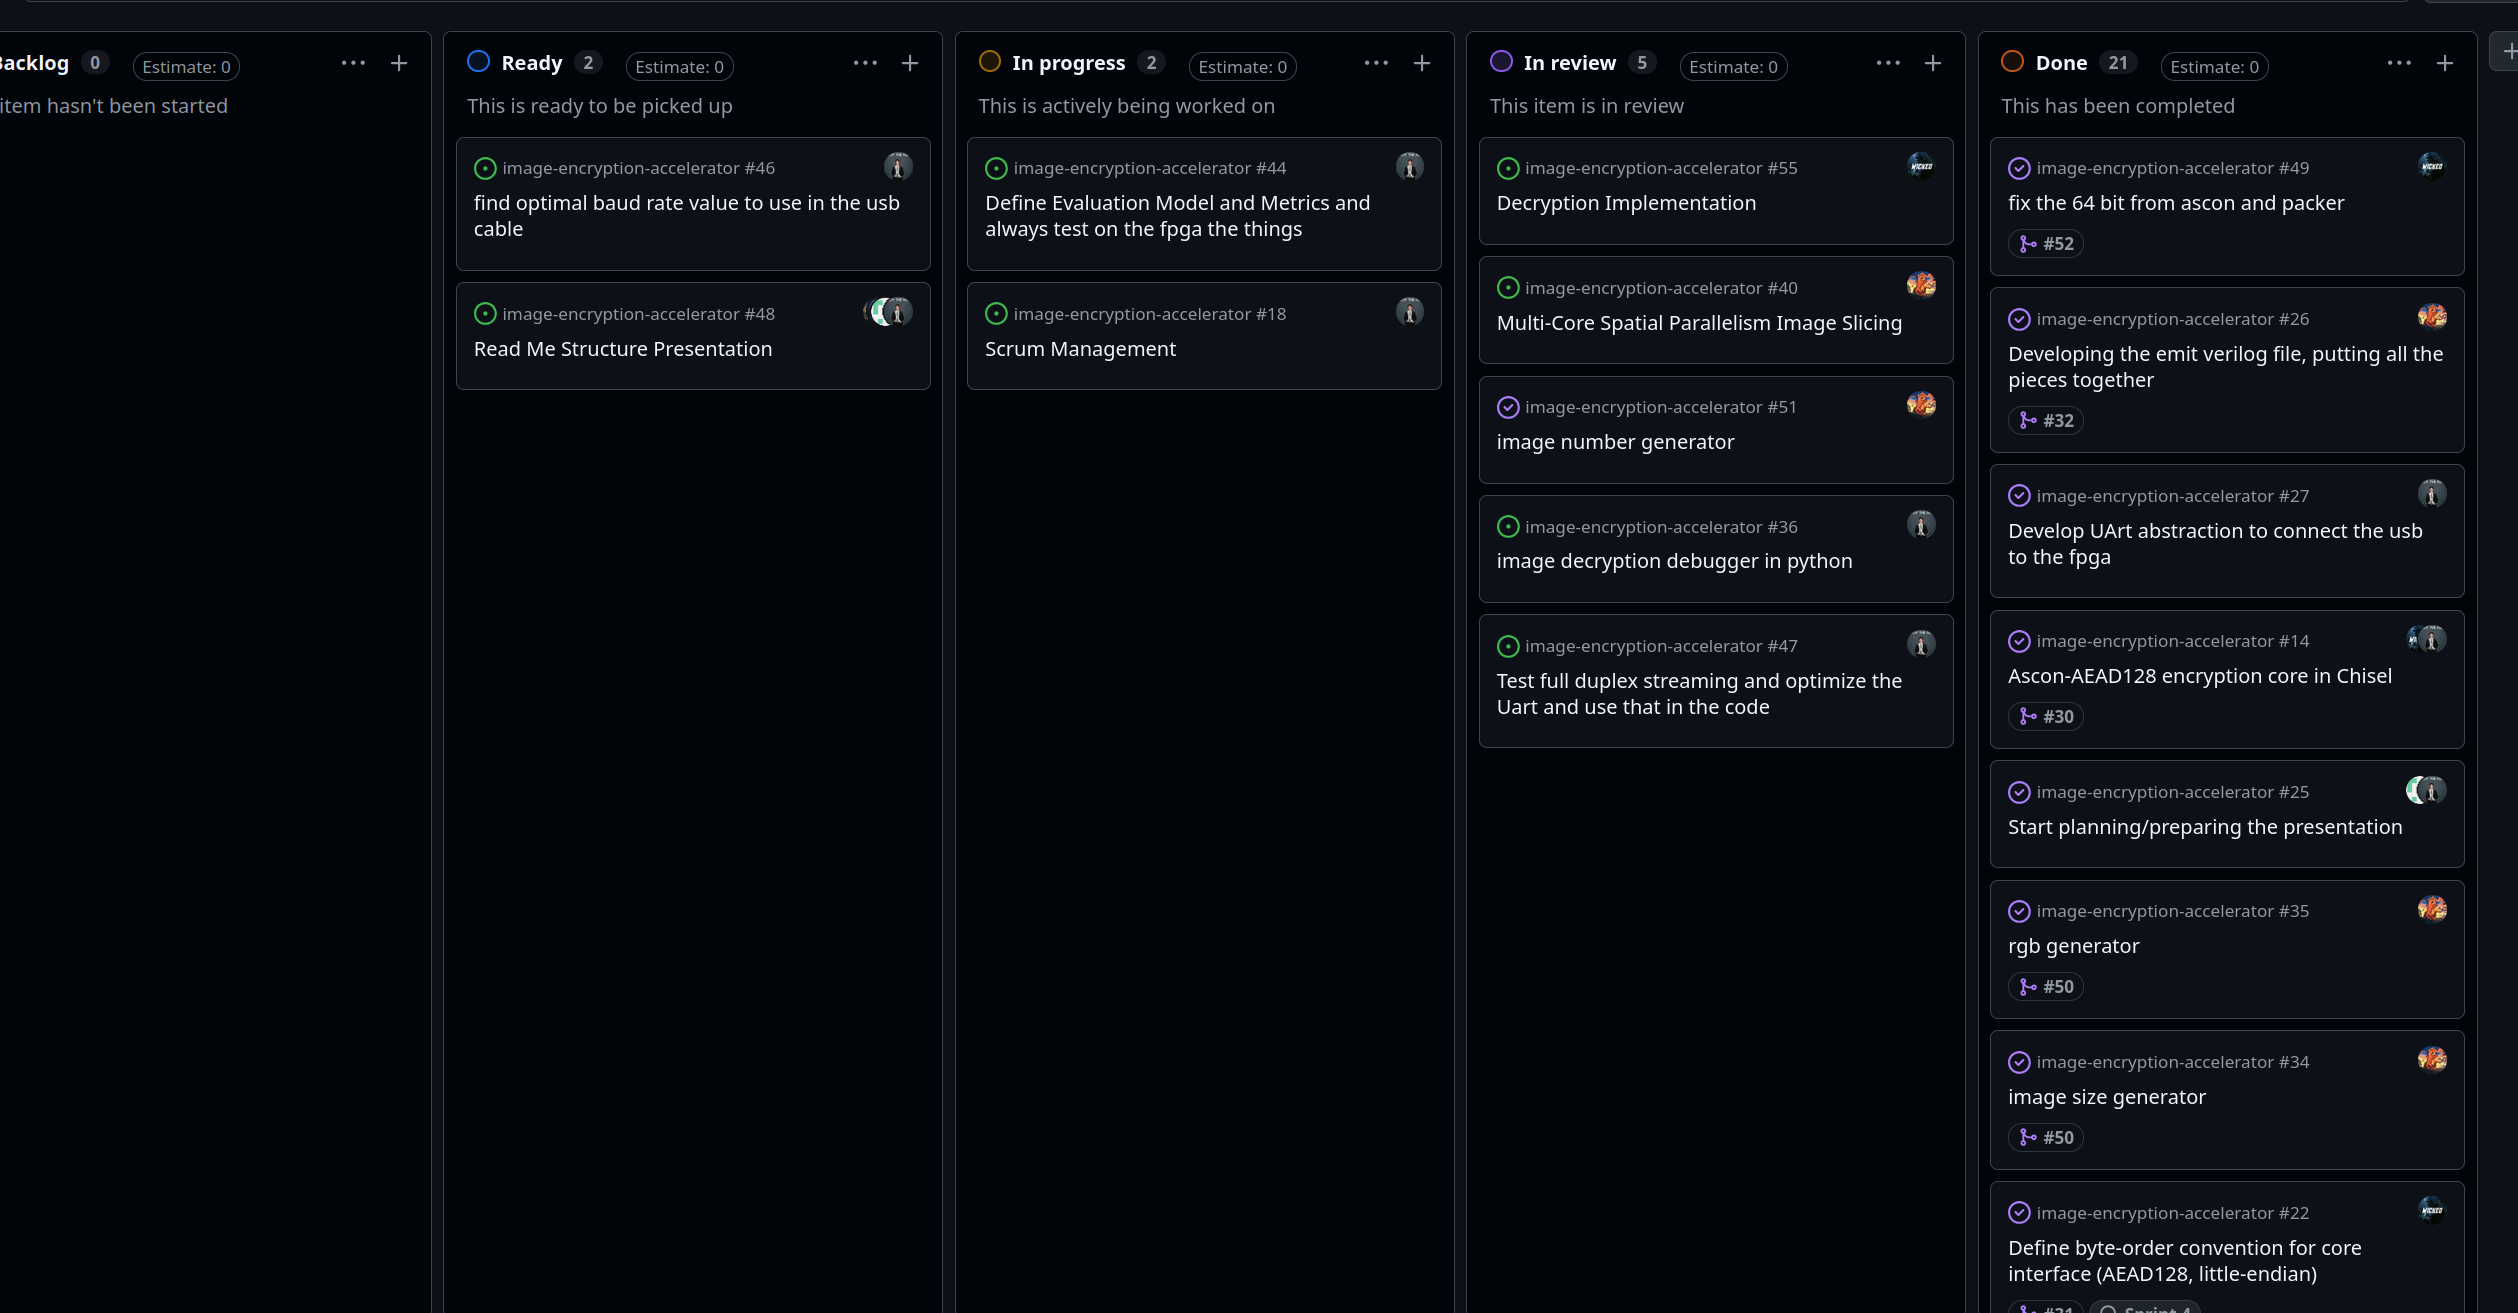 Backlog 0 Estimate: 0
item hasn't been started
Ready 2 Estimate: 0
This is ready to be picked up
image-encryption-accelerator #46
find optimal baud rate value to use in the usb
cable
image-encryption-accelerator #48
Read Me Structure Presentation
In progress 2 Estimate: 0
This is actively being worked on
image-encryption-accelerator #44
Define Evaluation Model and Metrics and
always test on the fpga the things
image-encryption-accelerator #18
Scrum Management
In review 5 Estimate: 0
This item is in review
image-encryption-accelerator #55
WICKED
Decryption Implementation
image-encryption-accelerator #40
Multi-Core Spatial Parallelism Image Slicing
image-encryption-accelerator #51
image number generator
image-encryption-accelerator #36
image decryption debugger in python
image-encryption-accelerator #47
Test full duplex streaming and optimize the
Uart and use that in the code
Done 21 Estimate: 0
This has been completed
image-encryption-accelerator #49
WICKED
fix the 64 bit from ascon and packer
#52
image-encryption-accelerator #26
Developing the emit verilog file, putting all the
pieces together
#32
image-encryption-accelerator #27
Develop UArt abstraction to connect the usb
to the fpga
image-encryption-accelerator #14
Ascon-AEAD128 encryption core in Chisel
#30
image-encryption-accelerator #25
Start planning/preparing the presentation
image-encryption-accelerator #35
rgb generator
#50
image-encryption-accelerator #34
image size generator
#50
image-encryption-accelerator #22
WICKED
Define byte-order convention for core
interface (AEAD128, little-endian)
#31 Sprint 4